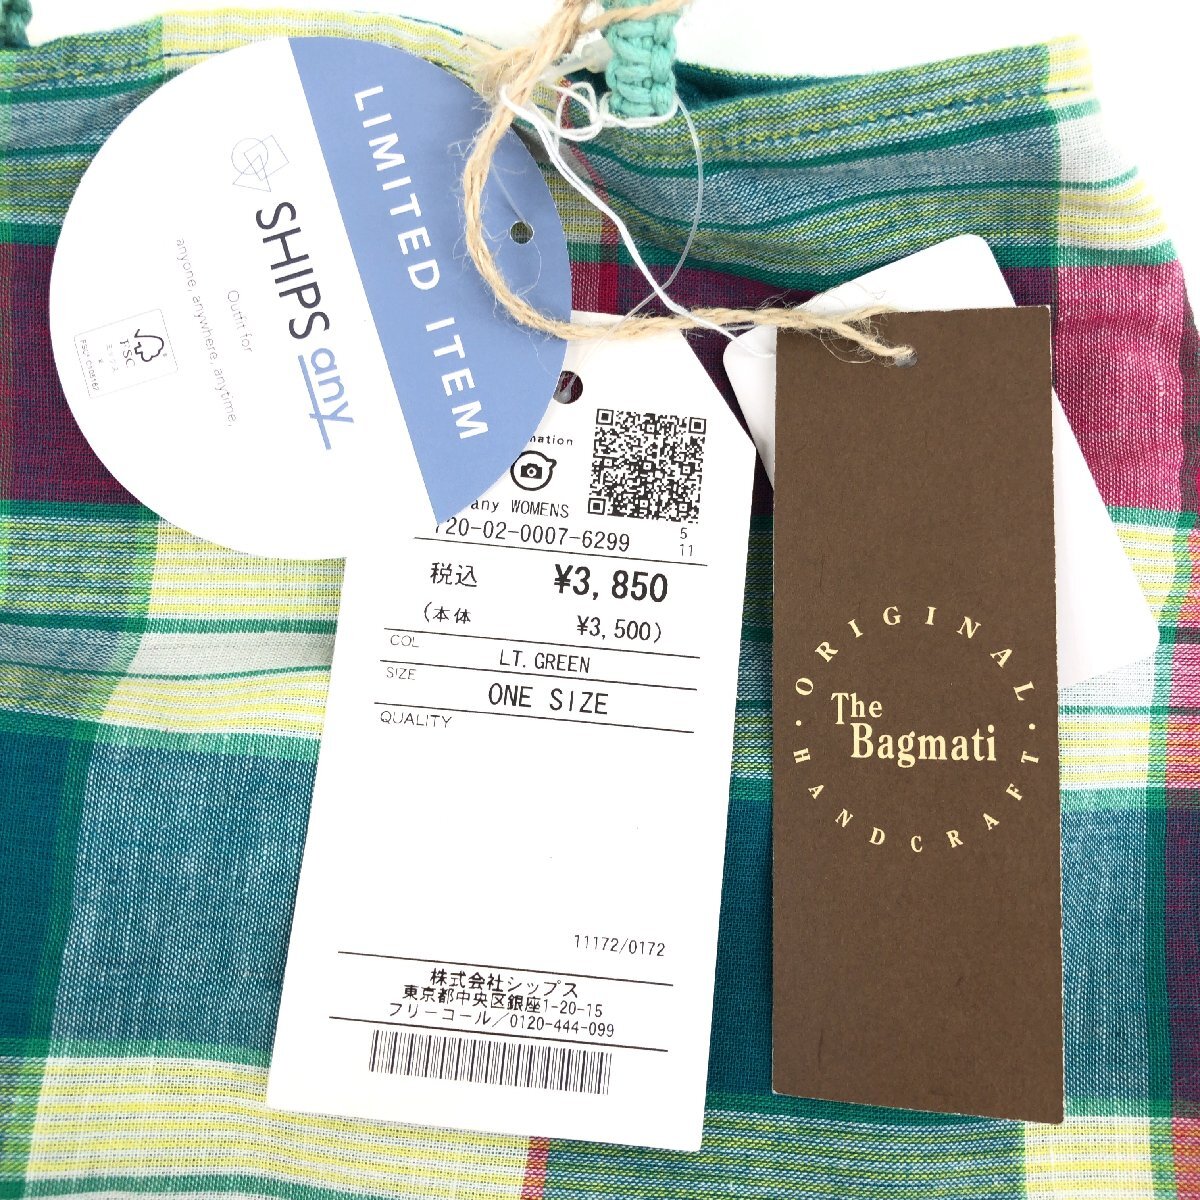 LIMITED ITEM
SHIPS any
Outfit for
anyone, anywhere, anytime.
FSC
any WOMENS
20-02-0007-6299
5
11
税込 ¥3,850
(本体 ¥3,500)
COL LT.GREEN
SIZE ONE SIZE
QUALITY
11172/0172
株式会社シップス
東京都中央区銀座1-20-15
フリーコール／0120-444-099
ORIGINAL
The
Bagmati
HANDCRAFT